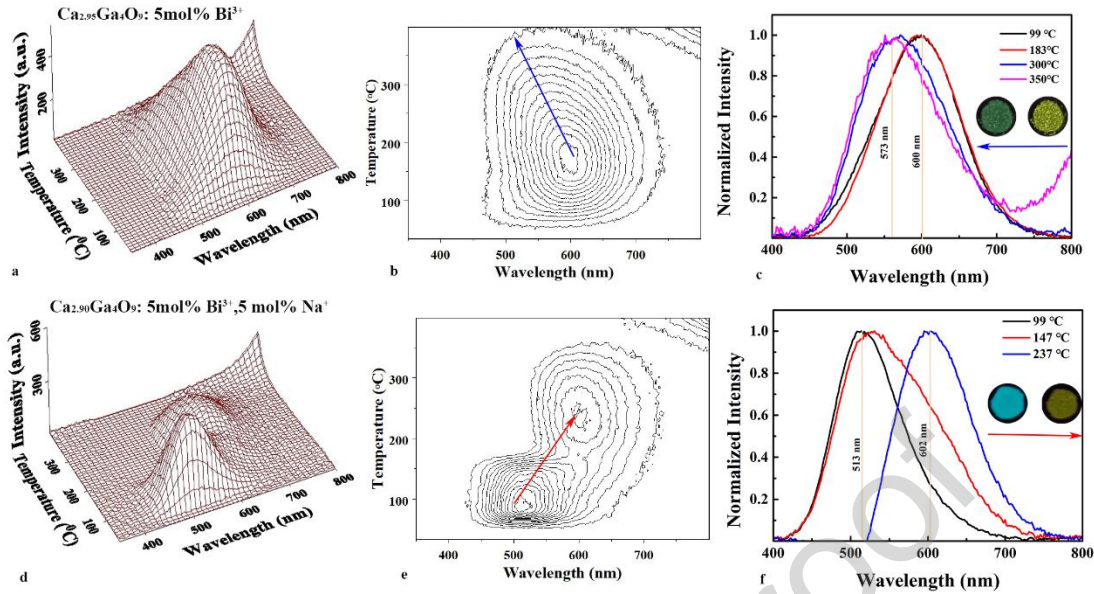 Ca₂.₉₅Ga₄O₉: 5mol% Bi³⁺
Intensity (a.u.)
400
200
Temperature (⁰C)
300
200
100
400
500
600
700
800
Wavelength (nm)
a
Temperature (°C)
300
200
100
400
500
600
700
Wavelength (nm)
b
Normalized Intensity
1.0
0.8
0.6
0.4
0.2
99 ℃
183℃
300℃
350℃
573 nm
600 nm
400
500
600
700
800
Wavelength (nm)
c
Ca₂.₉₀Ga₄O₉: 5mol% Bi³⁺,5 mol% Na⁺
Intensity (a.u.)
600
300
Temperature (⁰C)
300
200
100
400
500
600
700
800
Wavelength (nm)
d
Temperature (°C)
300
200
100
400
500
600
700
Wavelength (nm)
e
Normalized Intensity
1.0
0.8
0.6
0.4
0.2
99 ℃
147 ℃
237 ℃
513 nm
602 nm
400
500
600
700
800
Wavelength (nm)
f
roof